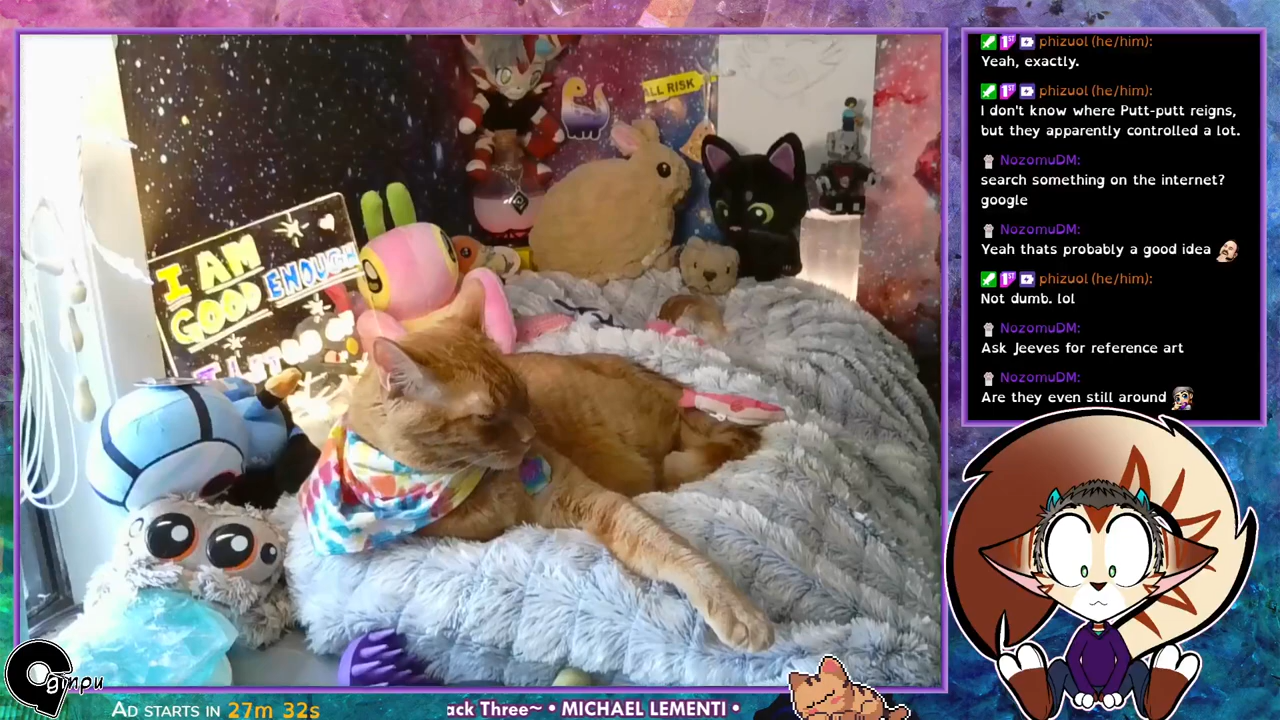 phizuol (he/him):
Yeah, exactly.
phizuol (he/him):
I don't know where Putt-putt reigns,
but they apparently controlled a lot.
NozomuDM:
search something on the internet?
google
NozomuDM:
Yeah thats probably a good idea
phizuol (he/him):
Not dumb. lol
NozomuDM:
Ask Jeeves for reference art
NozomuDM:
Are they even still around
ALL RISK
I AM
GOOD ENOUGH
ginpu
AD STARTS IN 27m 32s
ack Three~ • MICHAEL LEMENTI •